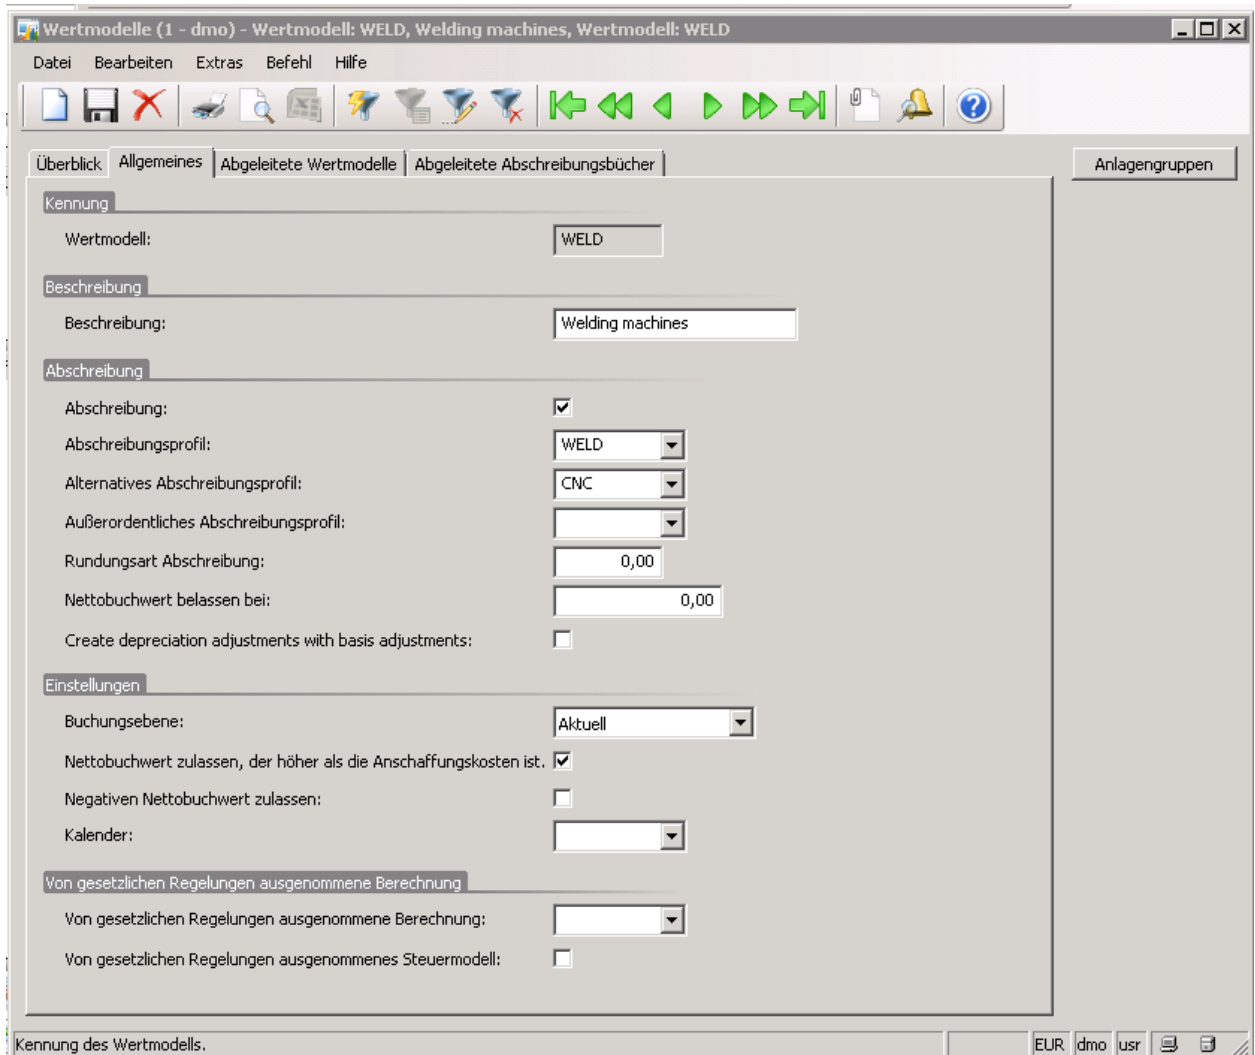 Wertmodelle (1 - dmo) - Wertmodell: WELD, Welding machines, Wertmodell: WELD
Datei Bearbeiten Extras Befehl Hilfe
Überblick Allgemeines Abgeleitete Wertmodelle Abgeleitete Abschreibungsbücher Anlagengruppen
Kennung
Wertmodell: WELD
Beschreibung
Beschreibung: Welding machines
Abschreibung
Abschreibung:
Abschreibungsprofil: WELD
Alternatives Abschreibungsprofil: CNC
Außerordentliches Abschreibungsprofil:
Rundungsart Abschreibung: 0,00
Nettobuchwert belassen bei: 0,00
Create depreciation adjustments with basis adjustments:
Einstellungen
Buchungsebene: Aktuell
Nettobuchwert zulassen, der höher als die Anschaffungskosten ist.
Negativen Nettobuchwert zulassen:
Kalender:
Von gesetzlichen Regelungen ausgenommene Berechnung
Von gesetzlichen Regelungen ausgenommene Berechnung:
Von gesetzlichen Regelungen ausgenommenes Steuermodell:
Kennung des Wertmodells. EUR dmo usr